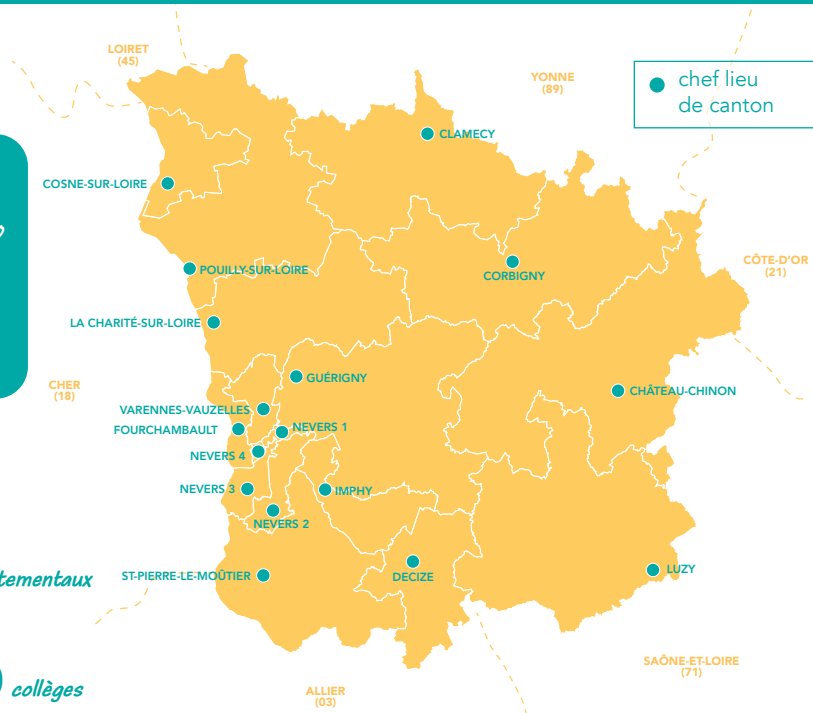 LOIRET
(45)
YONNE
(89)
chef lieu
de canton
CLAMECY
COSNE-SUR-LOIRE
CÔTE-D'OR
(21)
POUILLY-SUR-LOIRE
CORBIGNY
LA CHARITÉ-SUR-LOIRE
CHER
(18)
GUÉRIGNY
CHÂTEAU-CHINON
VARENNES-VAUZELLES
FOURCHAMBAULT
NEVERS 1
NEVERS 4
NEVERS 3
IMPHY
NEVERS 2
ST-PIERRE-LE-MOÛTIER
DECIZE
LUZY
tementaux
SAÔNE-ET-LOIRE
(71)
collèges
ALLIER
(03)